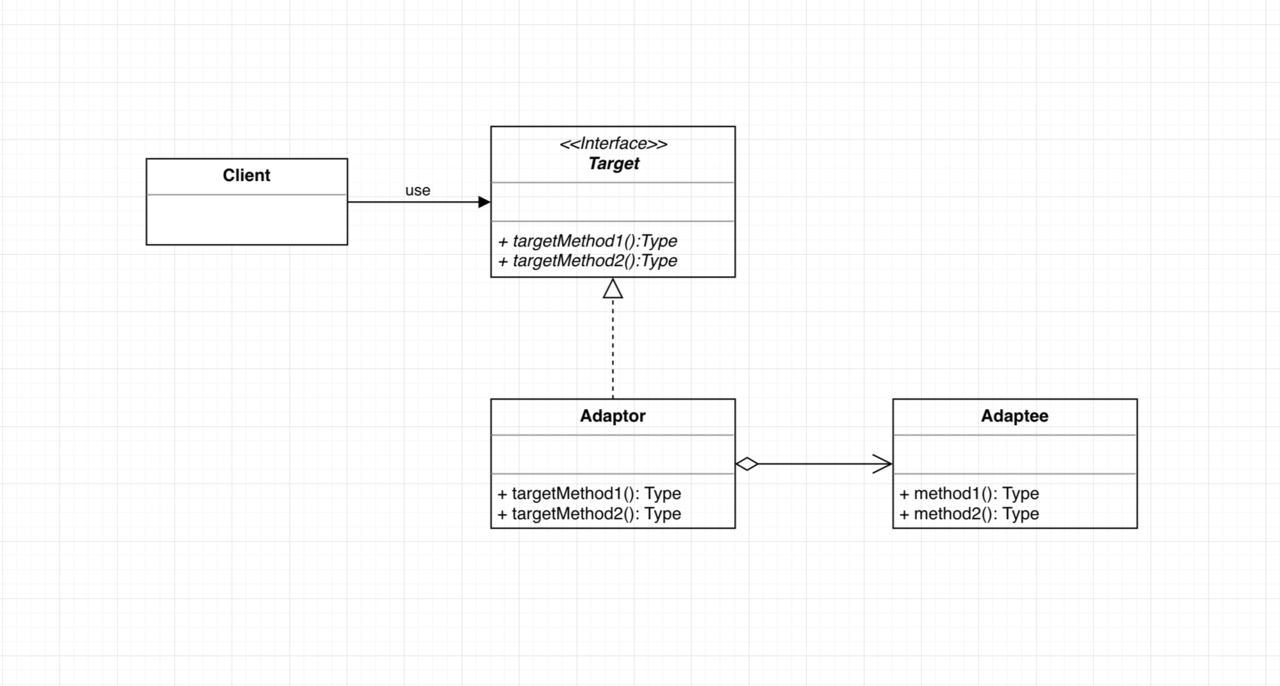 Client
use
<<Interface>>
Target
+ targetMethod1():Type
+ targetMethod2():Type
Adaptor
+ targetMethod1(): Type
+ targetMethod2(): Type
Adaptee
+ method1(): Type
+ method2(): Type